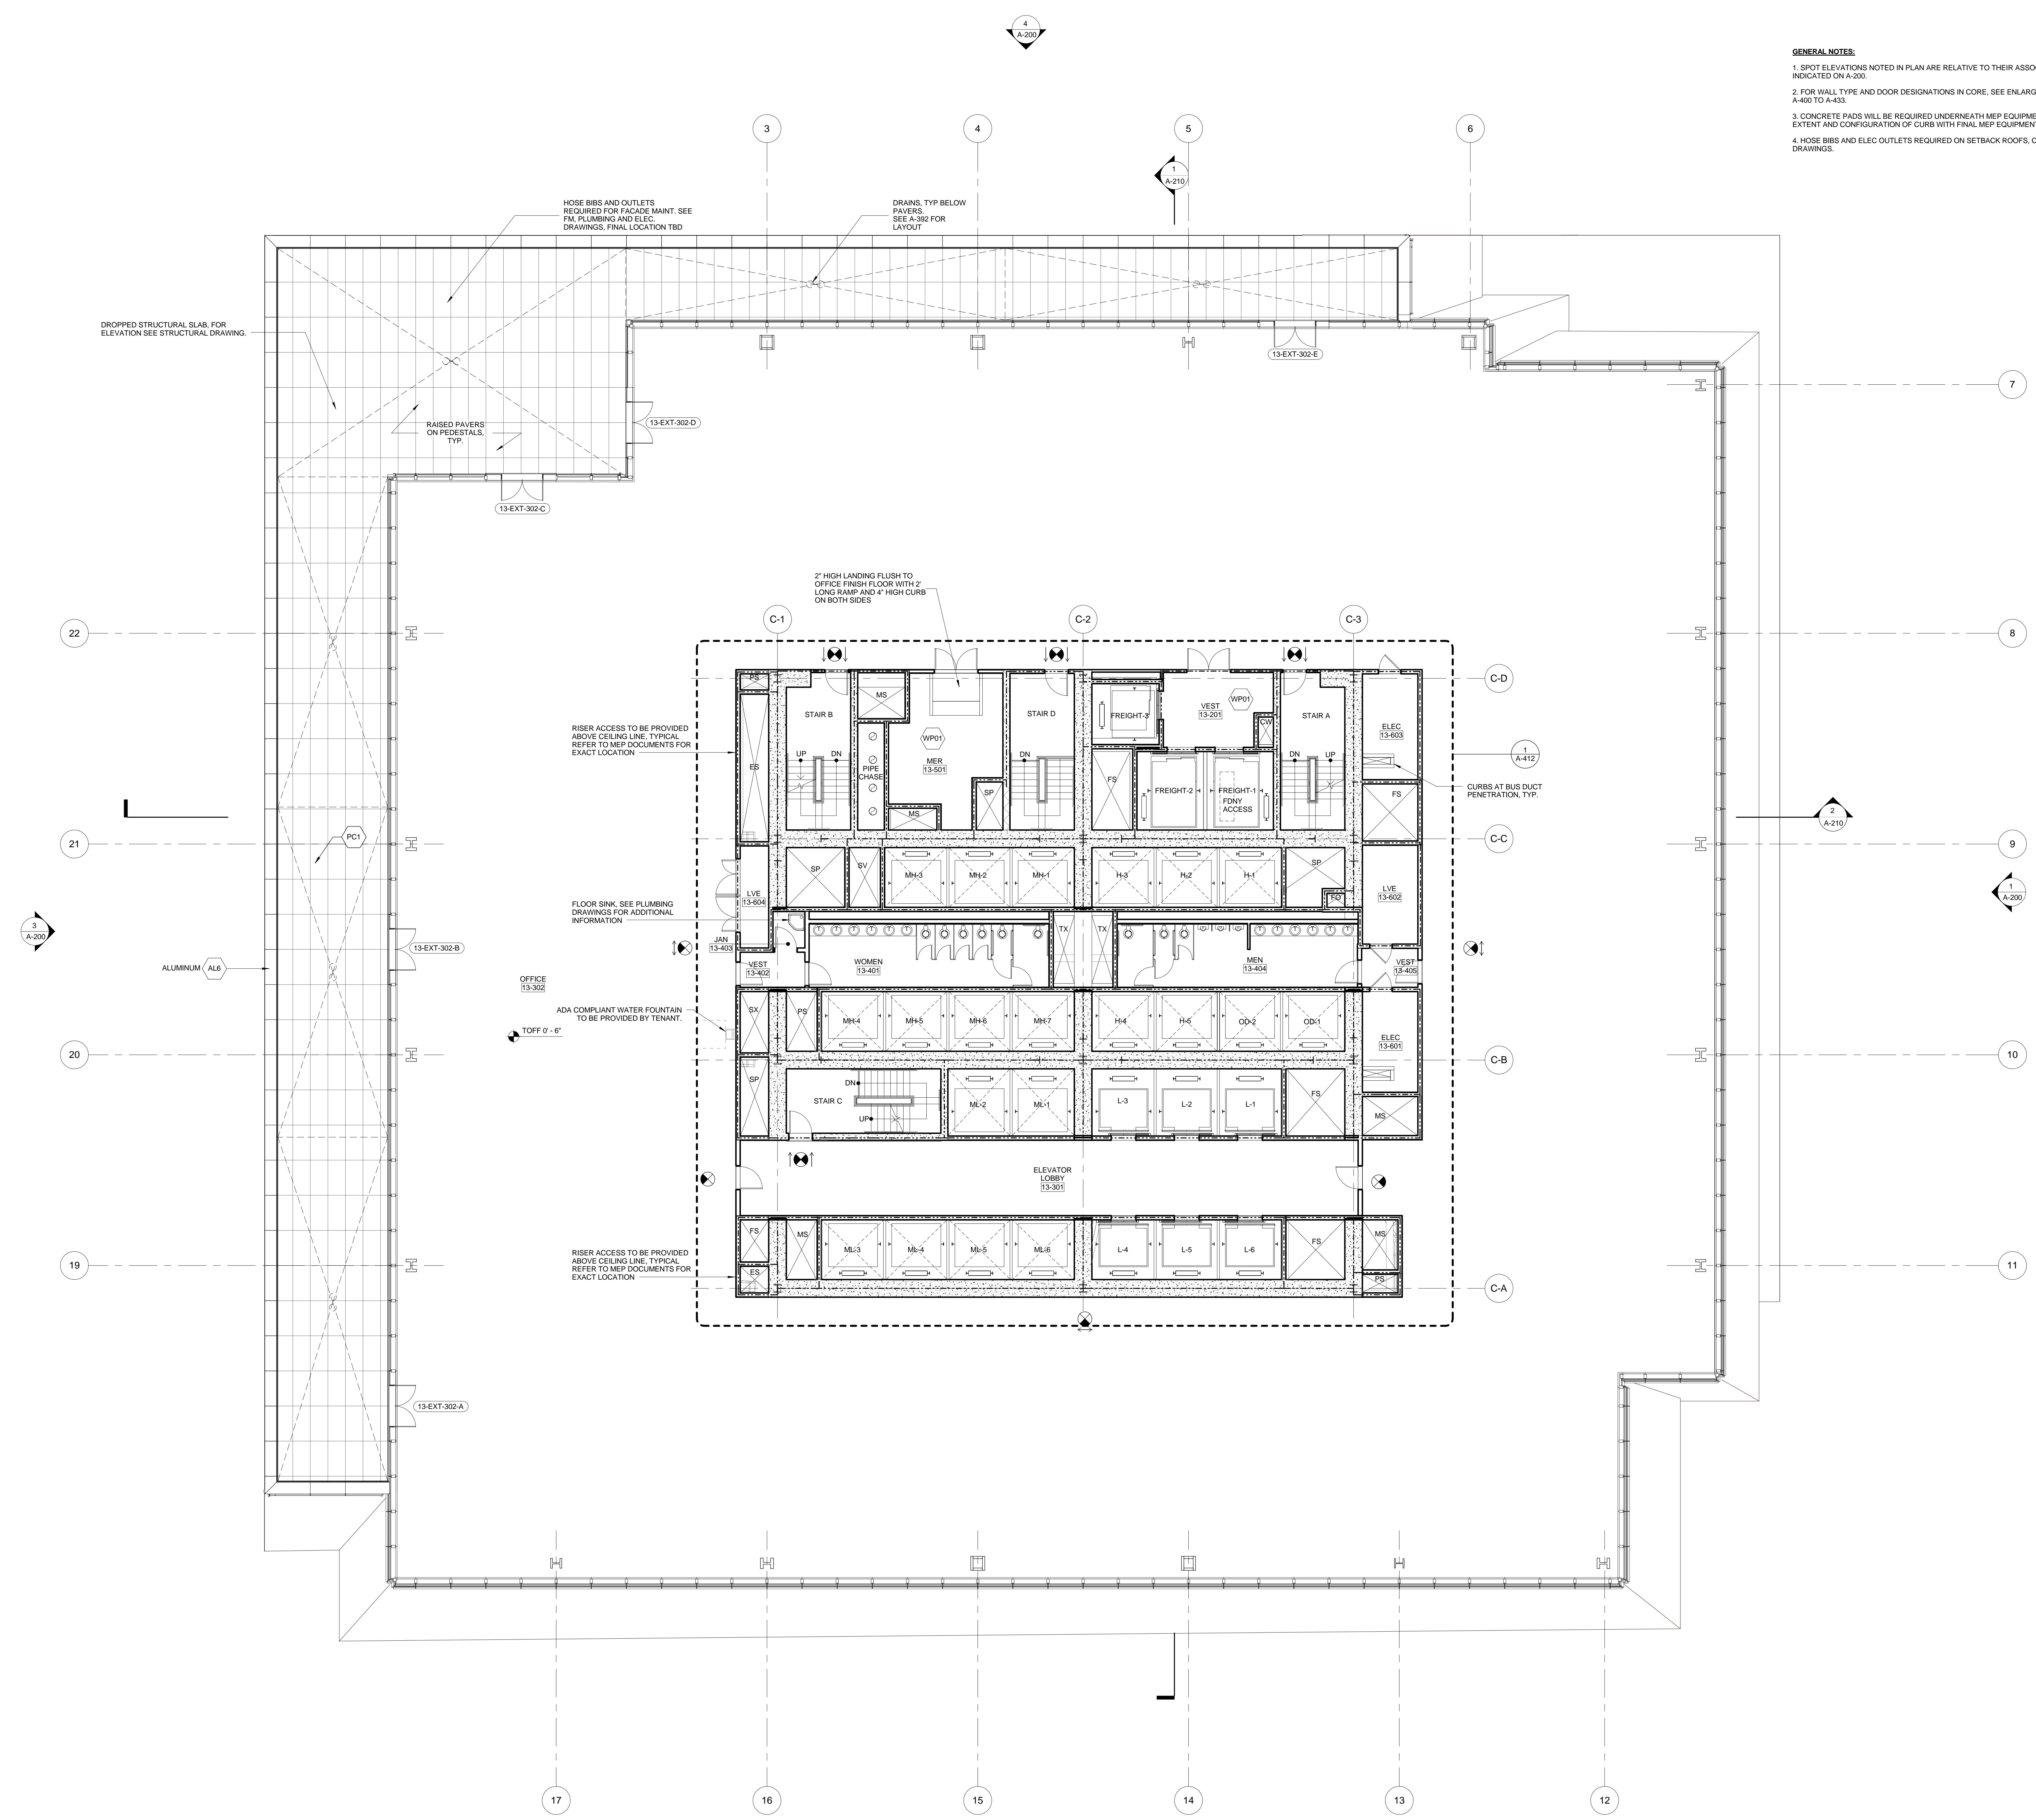 4
A-200
GENERAL NOTES:
1. SPOT ELEVATIONS NOTED IN PLAN ARE RELATIVE TO THEIR
INDICATED ON A-200.
2. FOR WALL TYPE AND DOOR DESIGNATIONS IN CORE, SEE
A-400 TO A-433.
3. CONCRETE PADS WILL BE REQUIRED UNDERNEATH MEP
EXTENT AND CONFIGURATION OF CURB WITH FINAL MEP
4. HOSE BIBS AND ELEC OUTLETS REQUIRED ON SETBACK ROOFS,
DRAWINGS.
3
4
5
6
1
A-210
HOSE BIBS AND OUTLETS
REQUIRED FOR FACADE MAINT. SEE
FM, PLUMBING AND ELEC.
DRAWINGS, FINAL LOCATION TBD
DRAINS, TYP BELOW
PAVERS.
SEE A-392 FOR
LAYOUT
DROPPED STRUCTURAL SLAB, FOR
ELEVATION SEE STRUCTURAL DRAWING.
13-EXT-302-E
7
RAISED PAVERS
ON PEDESTALS,
TYP.
13-EXT-302-D
13-EXT-302-C
2" HIGH LANDING FLUSH TO
OFFICE FINISH FLOOR WITH 2'
LONG RAMP AND 4" HIGH CURB
ON BOTH SIDES
22
C-1
C-2
C-3
8
C-D
PS
MS
STAIR B
STAIR D
FREIGHT-3
VEST
13-201
WP01
STAIR A
CW
ELEC
13-603
RISER ACCESS TO BE PROVIDED
ABOVE CEILING LINE, TYPICAL
REFER TO MEP DOCUMENTS FOR
EXACT LOCATION
WP01
MER
13-501
1
A-412
UP
DN
DN
DN
UP
ES
PIPE
CHASE
FS
SP
FREIGHT-2
FREIGHT-1
FDNY
ACCESS
FS
CURBS AT BUS DUCT
PENETRATION, TYP.
MS
2
A-210
21
PC1
C-C
9
SP
SV
MH-3
MH-2
MH-1
H-3
H-2
H-1
SP
FO
LVE
13-604
LVE
13-602
1
A-200
FLOOR SINK, SEE PLUMBING
DRAWINGS FOR ADDITIONAL
INFORMATION
3
A-200
JAN
13-403
TX
TX
13-EXT-302-B
ALUMINUM
AL6
VEST
13-402
WOMEN
13-401
MEN
13-404
VEST
13-405
OFFICE
13-302
ADA COMPLIANT WATER FOUNTAIN
TO BE PROVIDED BY TENANT.
SX
PS
MH-4
MH-5
MH-6
MH-7
H-4
H-5
OD-2
OD-1
TOFF 0' - 6"
ELEC
13-601
20
C-B
10
SP
DN
STAIR C
UP
ML-2
ML-1
L-3
L-2
L-1
FS
MS
ELEVATOR
LOBBY
13-301
FS
MS
ML-3
ML-4
ML-5
ML-6
L-4
L-5
L-6
FS
MS
RISER ACCESS TO BE PROVIDED
ABOVE CEILING LINE, TYPICAL
REFER TO MEP DOCUMENTS FOR
EXACT LOCATION
ES
PS
19
C-A
11
13-EXT-302-A
17
16
15
14
13
12